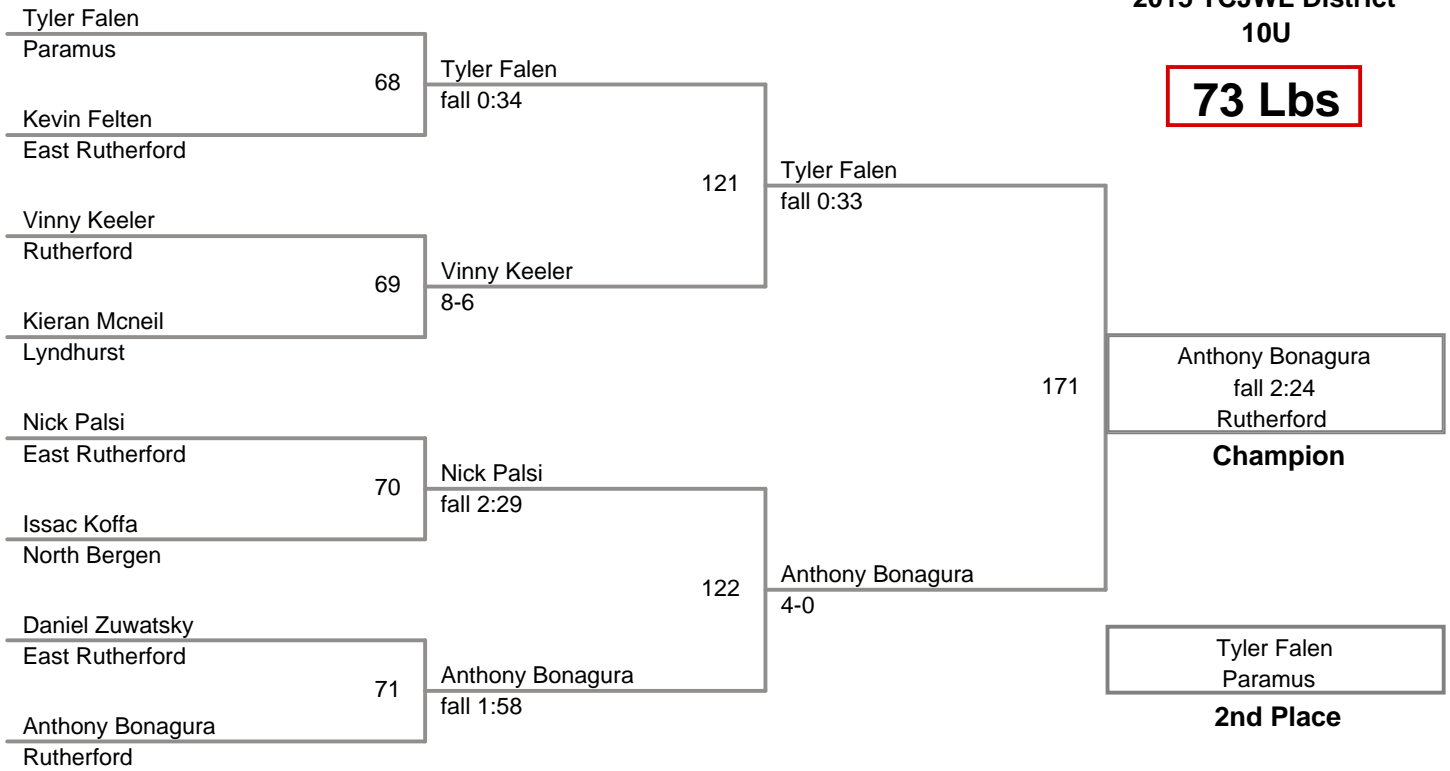 2015 TCJWL District
10U
73 Lbs
Tyler Falen
Paramus
68
Kevin Felten
East Rutherford
Tyler Falen
fall 0:34
Vinny Keeler
Rutherford
69
Kieran Mcneil
Lyndhurst
Vinny Keeler
8-6
121
Tyler Falen
fall 0:33
Nick Palsi
East Rutherford
70
Issac Koffa
North Bergen
Nick Palsi
fall 2:29
Daniel Zuwatsky
East Rutherford
71
Anthony Bonagura
Rutherford
Anthony Bonagura
fall 1:58
122
Anthony Bonagura
4-0
171
Anthony Bonagura
fall 2:24
Rutherford
Champion
Tyler Falen
Paramus
2nd Place